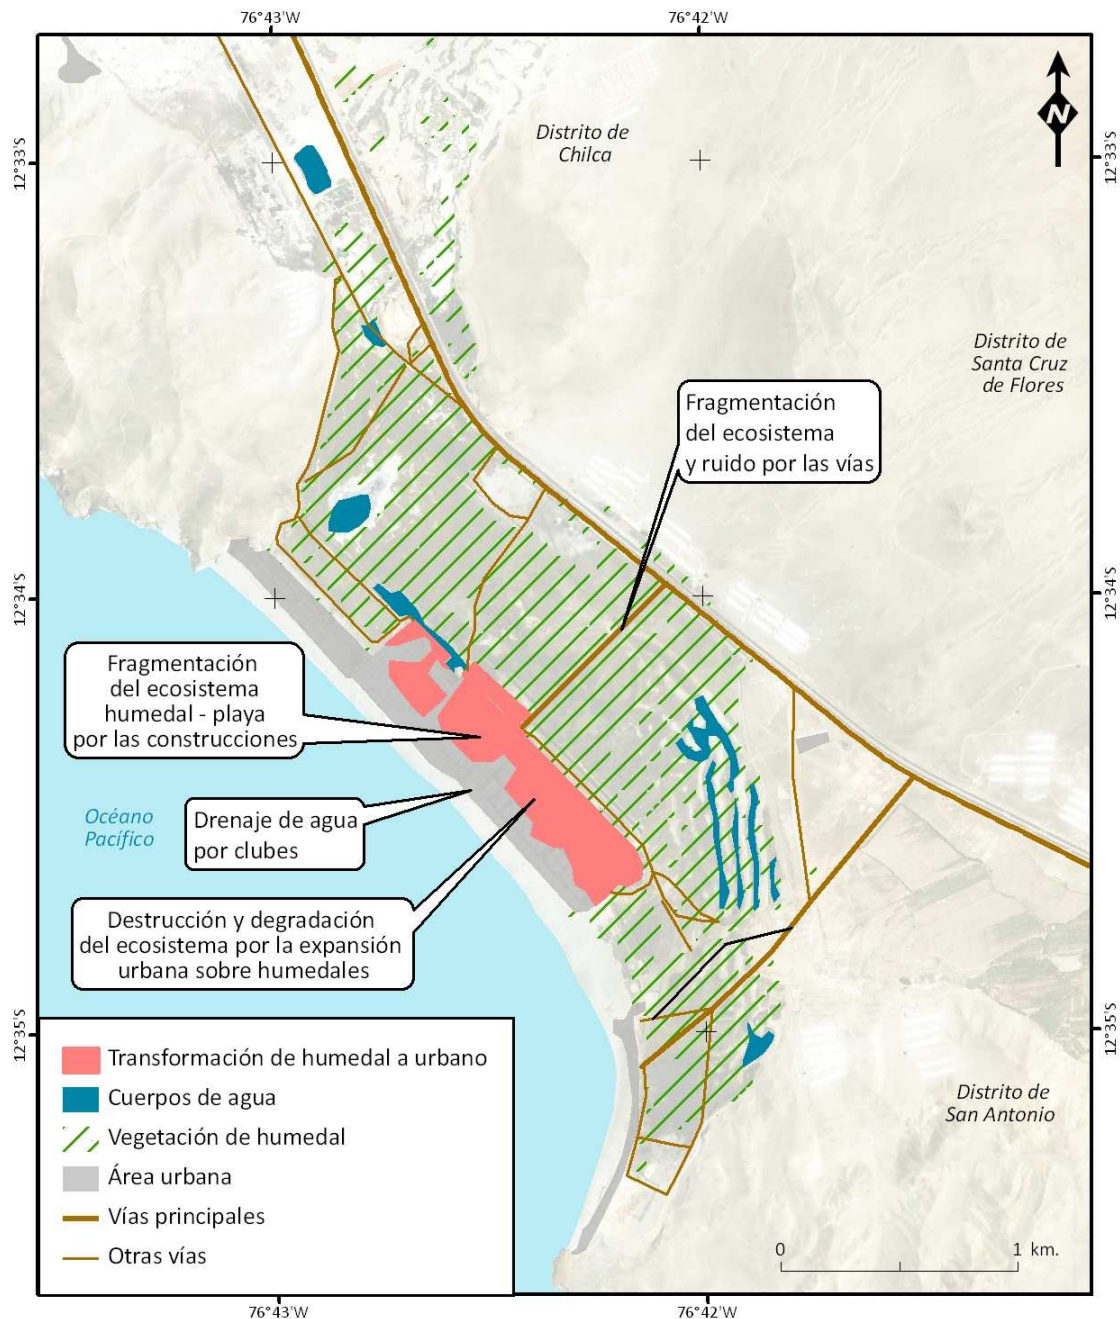 76°43'W
76°42'W
12°33'S
12°33'S
N
Distrito de
Chilca
Distrito de
Santa Cruz
de Flores
Fragmentación
del ecosistema
y ruido por las vías
12°34'S
12°34'S
Fragmentación
del ecosistema
humedal - playa
por las construcciones
Océano
Pacífico
Drenaje de agua
por clubes
Destrucción y degradación
del ecosistema por la expansión
urbana sobre humedales
12°35'S
12°35'S
Transformación de humedal a urbano
Cuerpos de agua
Vegetación de humedal
Área urbana
Vías principales
Otras vías
Distrito de
San Antonio
0 1 km.
76°43'W
76°42'W